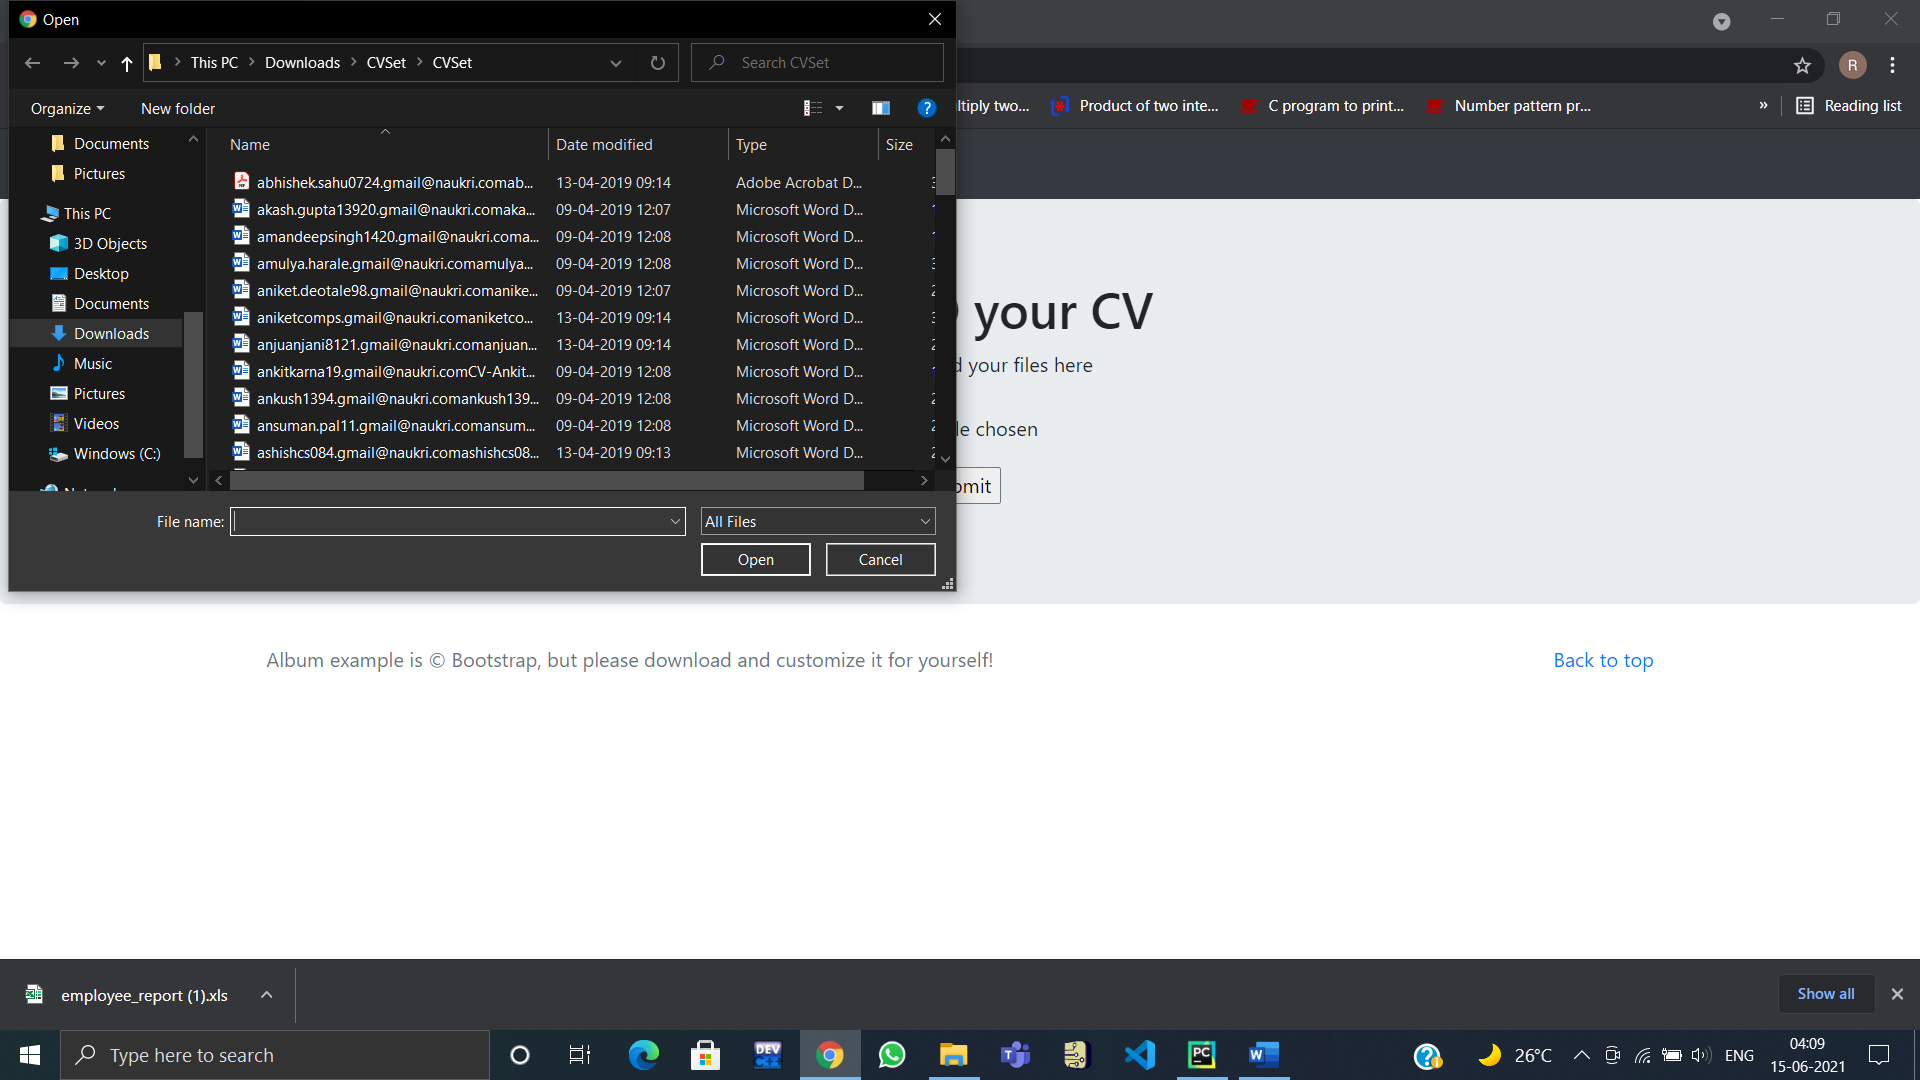 Open
This PC
Downloads
CVSet
CVSet
Search CVSet
R
Organize
New folder
two...
Product of two inte...
C program to print...
Number pattern pr...
»
Reading list
Documents
Pictures
This PC
3D Objects
Desktop
Documents
Downloads
Music
Pictures
Videos
Windows (C:)
Name Date modified Type Size
abhishek.sahu0724.gmail@naukri.comab... 13-04-2019 09:14 Adobe Acrobat D...
akash.gupta13920.gmail@naukri.comaka... 09-04-2019 12:07 Microsoft Word D...
amandeepsingh1420.gmail@naukri.coma... 09-04-2019 12:08 Microsoft Word D...
amulya.harale.gmail@naukri.comamulya... 09-04-2019 12:08 Microsoft Word D...
aniket.deotale98.gmail@naukri.comanike... 09-04-2019 12:07 Microsoft Word D...
aniketcomps.gmail@naukri.comaniketco... 13-04-2019 09:14 Microsoft Word D...
anjuanjani8121.gmail@naukri.comanjuan... 13-04-2019 09:14 Microsoft Word D...
ankitkarna19.gmail@naukri.comCV-Ankit... 09-04-2019 12:08 Microsoft Word D...
ankush1394.gmail@naukri.comankush139... 09-04-2019 12:08 Microsoft Word D...
ansuman.pal11.gmail@naukri.comansum... 09-04-2019 12:08 Microsoft Word D...
ashishcs084.gmail@naukri.comashishcs08... 13-04-2019 09:13 Microsoft Word D...
File name:
All Files
Open
Cancel
your CV
your files here
chosen
Album example is © Bootstrap, but please download and customize it for yourself!
Back to top
employee_report (1).xls
Show all
Type here to search
DEV
C++
PC
26°C
ENG
04:09
15-06-2021